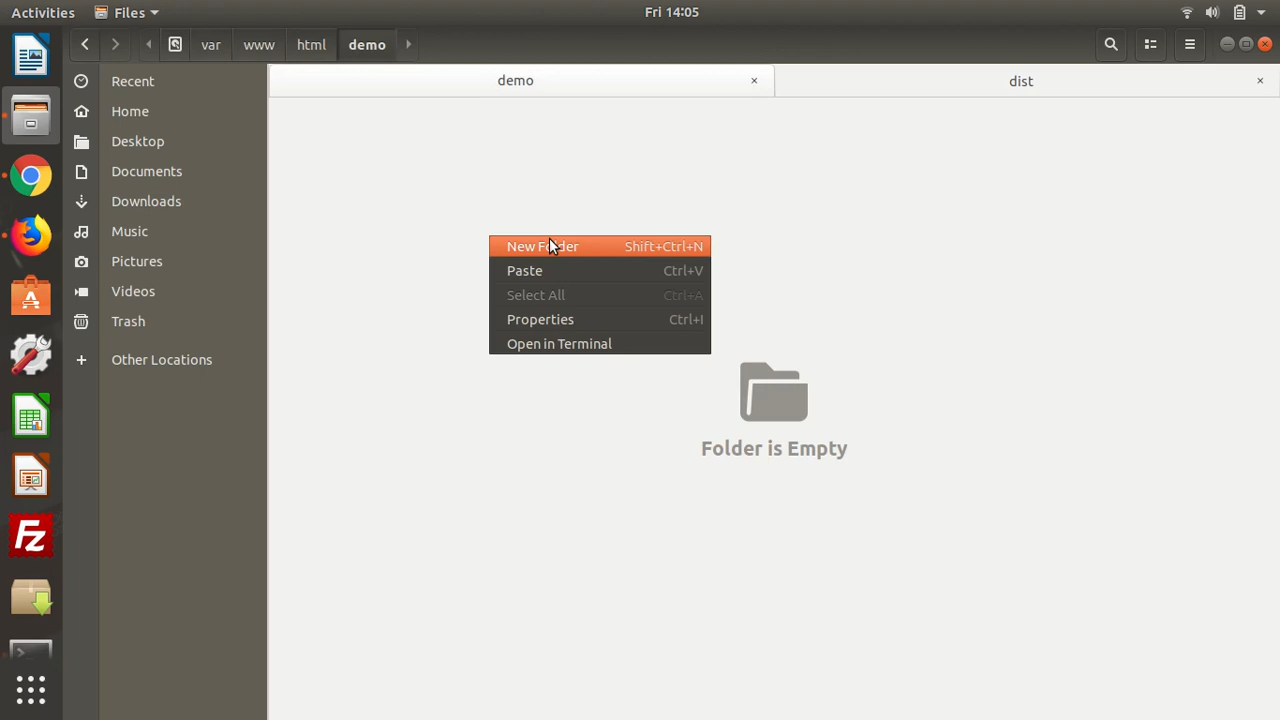 Activities Files Fri 14:05
var www html demo
demo × dist ×
Recent
Home
Desktop
Documents
Downloads
Music
Pictures
Videos
Trash
+ Other Locations
New Folder Shift+Ctrl+N
Paste Ctrl+V
Select All Ctrl+A
Properties Ctrl+I
Open in Terminal
Folder is Empty
Fz